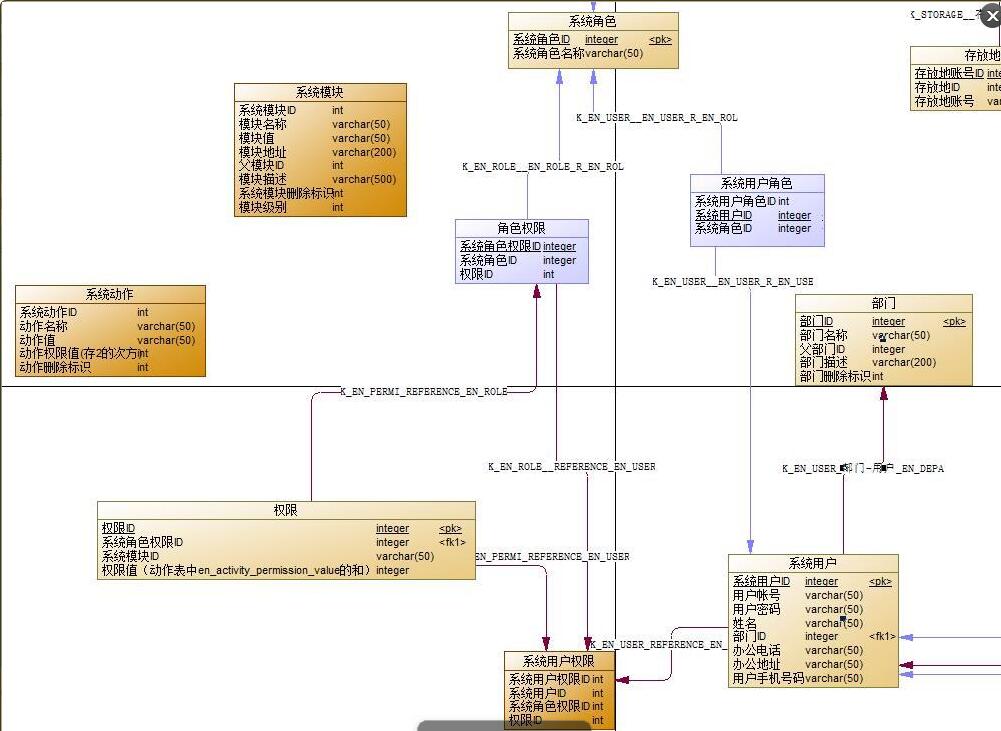 系统角色
系统角色ID integer <pk>
系统角色名称 varchar(50)
K_STORAGE__
存放地
存放地账号ID
存放地ID
存放地账号
系统模块
系统模块ID int
模块名称 varchar(50)
模块值 varchar(50)
模块地址 varchar(200)
父模块ID int
模块描述 varchar(500)
系统模块删除标识 int
模块级别 int
K_EN_USER__EN_USER_R_EN_ROL
K_EN_ROLE__EN_ROLE_R_EN_ROL
系统用户角色
系统用户角色ID int
系统用户ID integer
系统角色ID integer
角色权限
系统角色权限ID integer
系统角色ID integer
权限ID int
K_EN_USER__EN_USER_R_EN_USE
系统动作
系统动作ID int
动作名称 varchar(50)
动作值 varchar(50)
动作权限值(存2的次方) int
动作删除标识 int
部门
部门ID integer <pk>
部门名称 varchar(50)
父部门ID integer
部门描述 varchar(200)
部门删除标识 int
K_EN_PERMI_REFERENCE_EN_ROLE
K_EN_ROLE__REFERENCE_EN_USER
K_EN_USER_部门-用户_EN_DEPA
权限
权限ID integer <pk>
系统角色权限ID integer <fk1>
系统模块ID varchar(50)
权限值（动作表中en_activity_permission_value的和） integer
EN_PERMI_REFERENCE_EN_USER
系统用户
系统用户ID integer <pk>
用户帐号 varchar(50)
用户密码 varchar(50)
姓名 varchar(50)
部门ID integer <fk1>
办公电话 varchar(50)
办公地址 varchar(50)
用户手机号码 varchar(50)
K_EN_USER_REFERENCE_EN_
系统用户权限
系统用户权限ID int
系统用户ID int
系统角色权限ID int
权限ID int